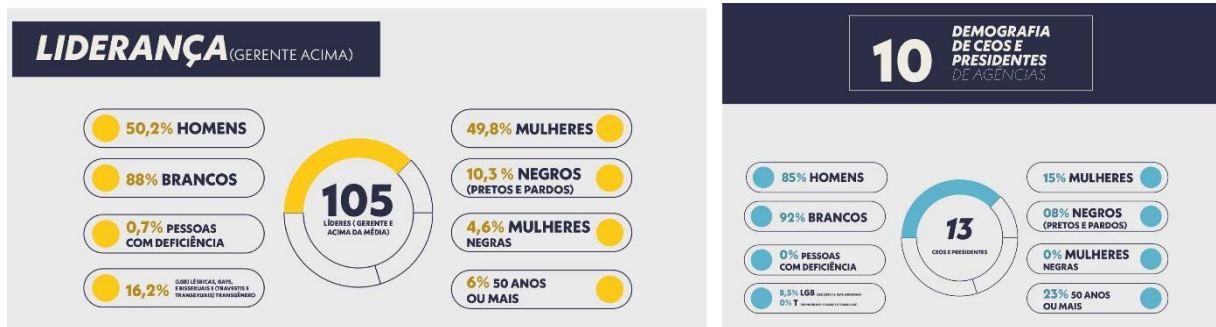 LIDERANÇA (GERENTE ACIMA)
50,2% HOMENS
88% BRANCOS
0,7% PESSOAS
COM DEFICIÊNCIA
16,2% (LGB) LÉSBICAS, GAIS,
E BISSEXUAIS E (TRAVESTIS E
TRANSEXUAIS) TRANSGÊNERO
105
LÍDERES ( GERENTE E
ACIMA DA MÉDIA)
49,8% MULHERES
10,3 % NEGROS
(PRETOS E PARDOS)
4,6% MULHERES
NEGRAS
6% 50 ANOS
OU MAIS
10
DEMOGRAFIA
DE CEOS E
PRESIDENTES
DE AGÊNCIAS
85% HOMENS
92% BRANCOS
0% PESSOAS
COM DEFICIÊNCIA
8,5% LGB
0% T
13
CEOS E PRESIDENTES
15% MULHERES
08% NEGROS
(PRETOS E PARDOS)
0% MULHERES
NEGRAS
23% 50 ANOS
OU MAIS